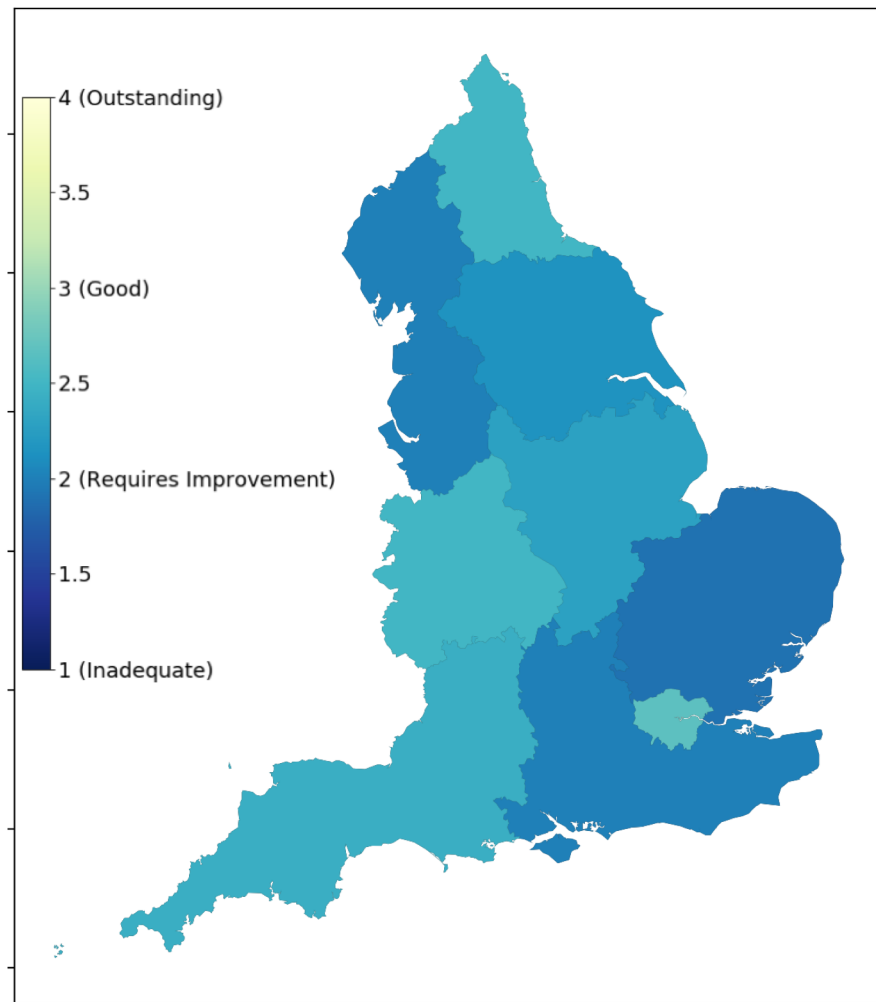 4 (Outstanding)
3.5
3 (Good)
2.5
2 (Requires Improvement)
1.5
1 (Inadequate)